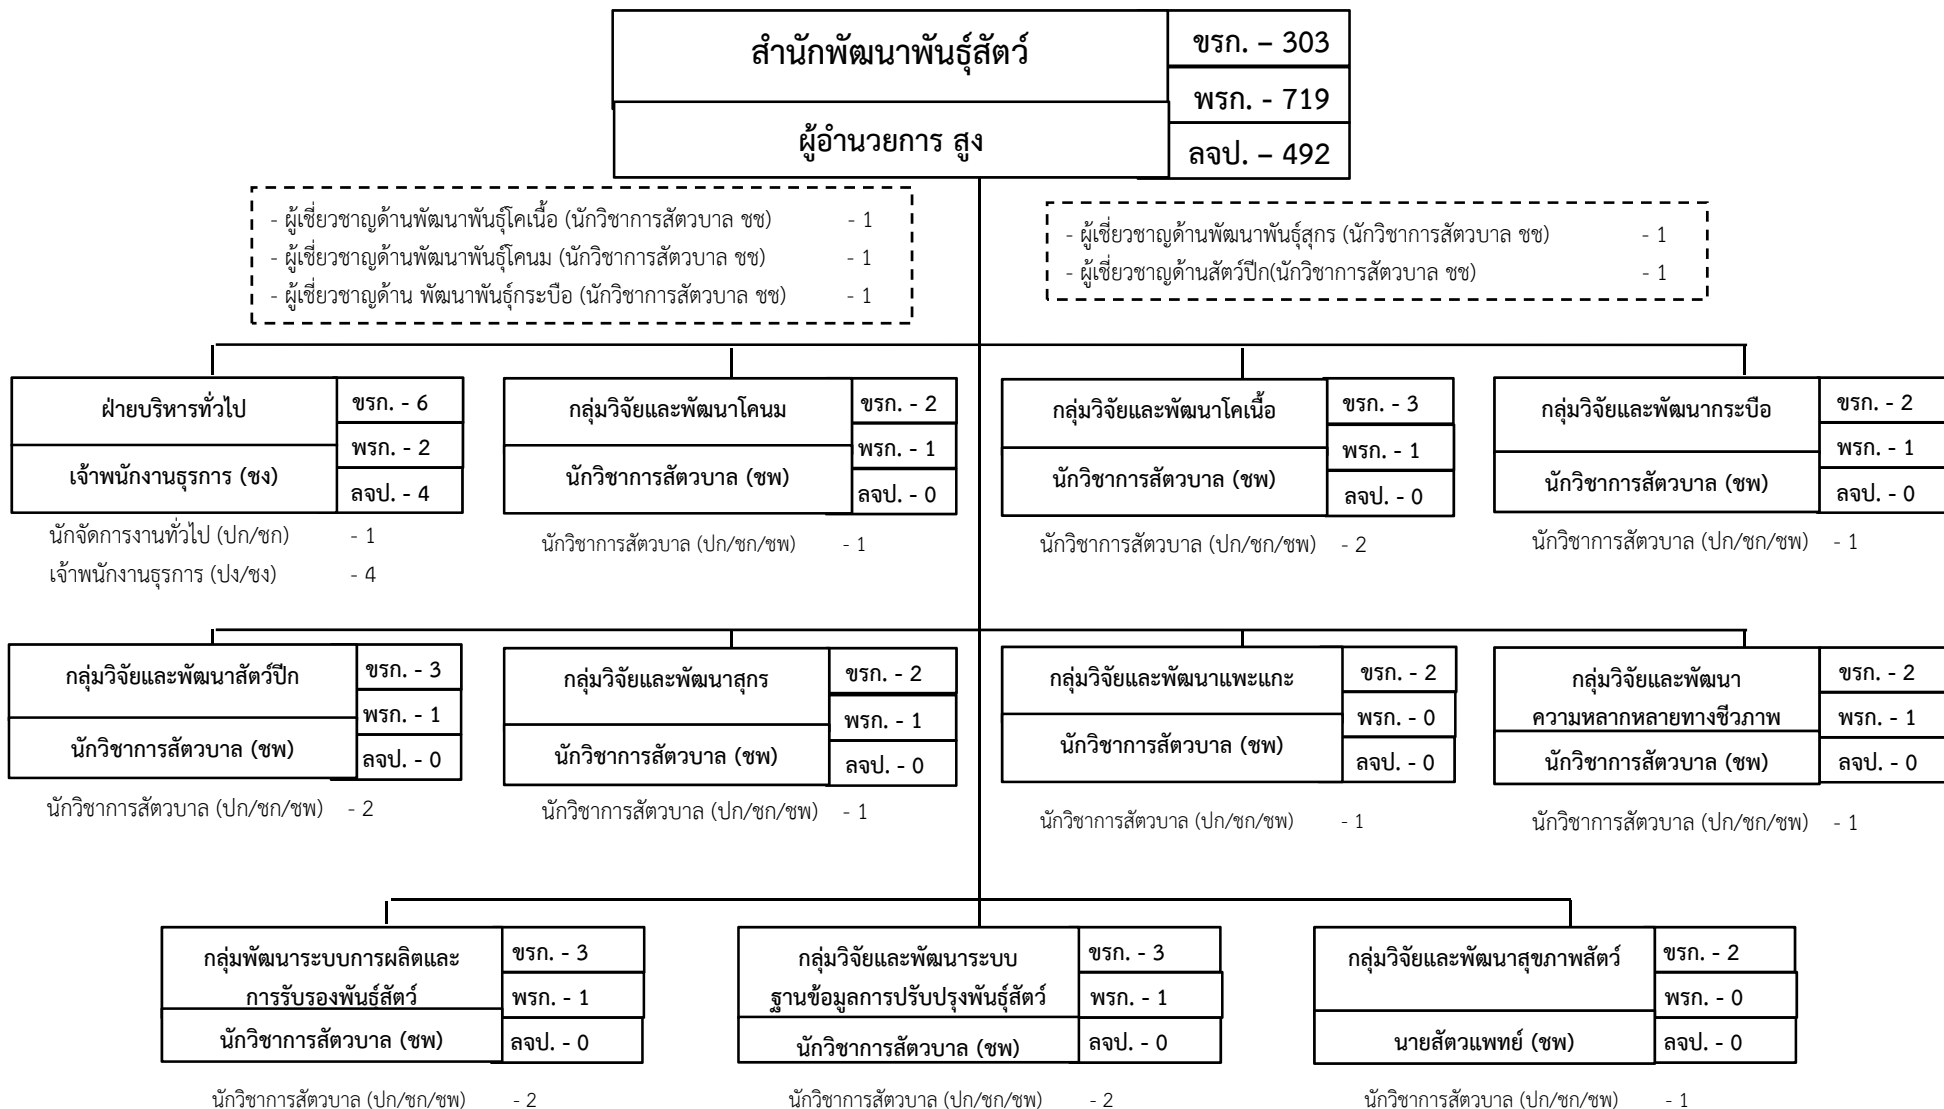 สำนักพัฒนาพันธุ์สัตว์
ขรก. – 303
พรก. - 719
ผู้อำนวยการ สูง
ลจป. – 492
- ผู้เชี่ยวชาญด้านพัฒนาพันธุ์โคเนื้อ (นักวิชาการสัตวบาล ชช) - 1
- ผู้เชี่ยวชาญด้านพัฒนาพันธุ์โคนม (นักวิชาการสัตวบาล ชช) - 1
- ผู้เชี่ยวชาญด้าน พัฒนาพันธุ์กระบือ (นักวิชาการสัตวบาล ชช) - 1
- ผู้เชี่ยวชาญด้านพัฒนาพันธุ์สุกร (นักวิชาการสัตวบาล ชช) - 1
- ผู้เชี่ยวชาญด้านสัตว์ปีก(นักวิชาการสัตวบาล ชช) - 1
ฝ่ายบริหารทั่วไป
ขรก. - 6
พรก. - 2
เจ้าพนักงานธุรการ (ชง)
ลจป. - 4
นักจัดการงานทั่วไป (ปก/ชก) - 1
เจ้าพนักงานธุรการ (ปง/ชง) - 4
กลุ่มวิจัยและพัฒนาโคนม
ขรก. - 2
พรก. - 1
นักวิชาการสัตวบาล (ชพ)
ลจป. - 0
นักวิชาการสัตวบาล (ปก/ชก/ชพ) - 1
กลุ่มวิจัยและพัฒนาโคเนื้อ
ขรก. - 3
พรก. - 1
นักวิชาการสัตวบาล (ชพ)
ลจป. - 0
นักวิชาการสัตวบาล (ปก/ชก/ชพ) - 2
กลุ่มวิจัยและพัฒนากระบือ
ขรก. - 2
พรก. - 1
นักวิชาการสัตวบาล (ชพ)
ลจป. - 0
นักวิชาการสัตวบาล (ปก/ชก/ชพ) - 1
กลุ่มวิจัยและพัฒนาสัตว์ปีก
ขรก. - 3
พรก. - 1
นักวิชาการสัตวบาล (ชพ)
ลจป. - 0
นักวิชาการสัตวบาล (ปก/ชก/ชพ) - 2
กลุ่มวิจัยและพัฒนาสุกร
ขรก. - 2
พรก. - 1
นักวิชาการสัตวบาล (ชพ)
ลจป. - 0
นักวิชาการสัตวบาล (ปก/ชก/ชพ) - 1
กลุ่มวิจัยและพัฒนาแพะแกะ
ขรก. - 2
พรก. - 0
นักวิชาการสัตวบาล (ชพ)
ลจป. - 0
นักวิชาการสัตวบาล (ปก/ชก/ชพ) - 1
กลุ่มวิจัยและพัฒนา
ความหลากหลายทางชีวภาพ
ขรก. - 2
พรก. - 1
นักวิชาการสัตวบาล (ชพ)
ลจป. - 0
นักวิชาการสัตวบาล (ปก/ชก/ชพ) - 1
กลุ่มพัฒนาระบบการผลิตและ
การรับรองพันธุ์สัตว์
ขรก. - 3
พรก. - 1
นักวิชาการสัตวบาล (ชพ)
ลจป. - 0
นักวิชาการสัตวบาล (ปก/ชก/ชพ) - 2
กลุ่มวิจัยและพัฒนาระบบ
ฐานข้อมูลการปรับปรุงพันธุ์สัตว์
ขรก. - 3
พรก. - 1
นักวิชาการสัตวบาล (ชพ)
ลจป. - 0
นักวิชาการสัตวบาล (ปก/ชก/ชพ) - 2
กลุ่มวิจัยและพัฒนาสุขภาพสัตว์
ขรก. - 2
พรก. - 0
นายสัตวแพทย์ (ชพ)
ลจป. - 0
นักวิชาการสัตวบาล (ปก/ชก/ชพ) - 1